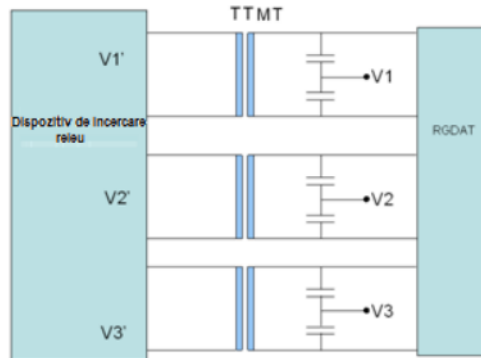 TTMT
V1'
V1
Dispozitiv de incercare
releu
RGDAT
V2'
V2
V3'
V3